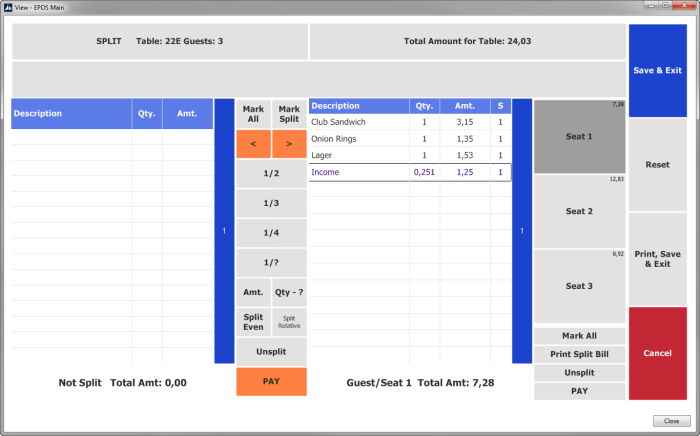 View - EPOS Main
SPLIT Table: 22E Guests: 3
Total Amount for Table: 24,03
Save & Exit
Description Qty. Amt.
Mark All
Mark Split
Description Qty. Amt. S
Club Sandwich 1 3,15 1
Onion Rings 1 1,35 1
Lager 1 1,53 1
Income 0,251 1,25 1
< >
1/2
1/3
1/4
1/?
Amt. Qty - ?
Split Even
Split Relative
Unsplit
PAY
1
1
7,28
Seat 1
12,83
Seat 2
8,92
Seat 3
Mark All
Print Split Bill
Unsplit
PAY
Reset
Print, Save
& Exit
Cancel
Not Split Total Amt: 0,00
Guest/Seat 1 Total Amt: 7,28
Close